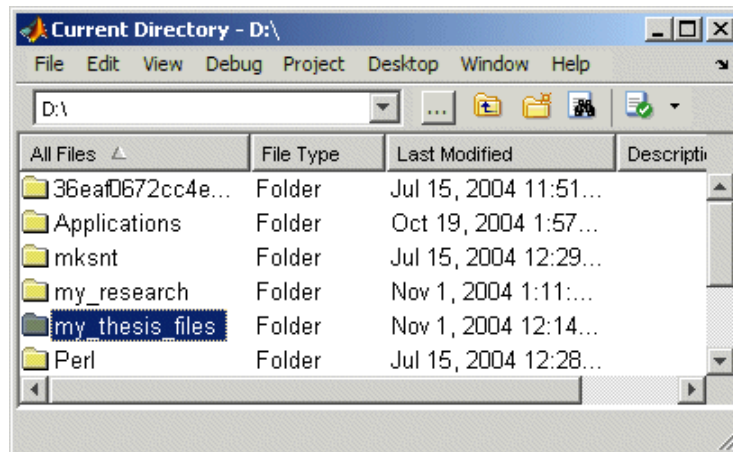 Current Directory - D:\
File Edit View Debug Project Desktop Window Help
D:\ ...
All Files File Type Last Modified Descripti
36eaf0672cc4e... Folder Jul 15, 2004 11:51...
Applications Folder Oct 19, 2004 1:57...
mksnt Folder Jul 15, 2004 12:29...
my_research Folder Nov 1, 2004 1:11:...
my_thesis_files Folder Nov 1, 2004 12:14...
Perl Folder Jul 15, 2004 12:28...